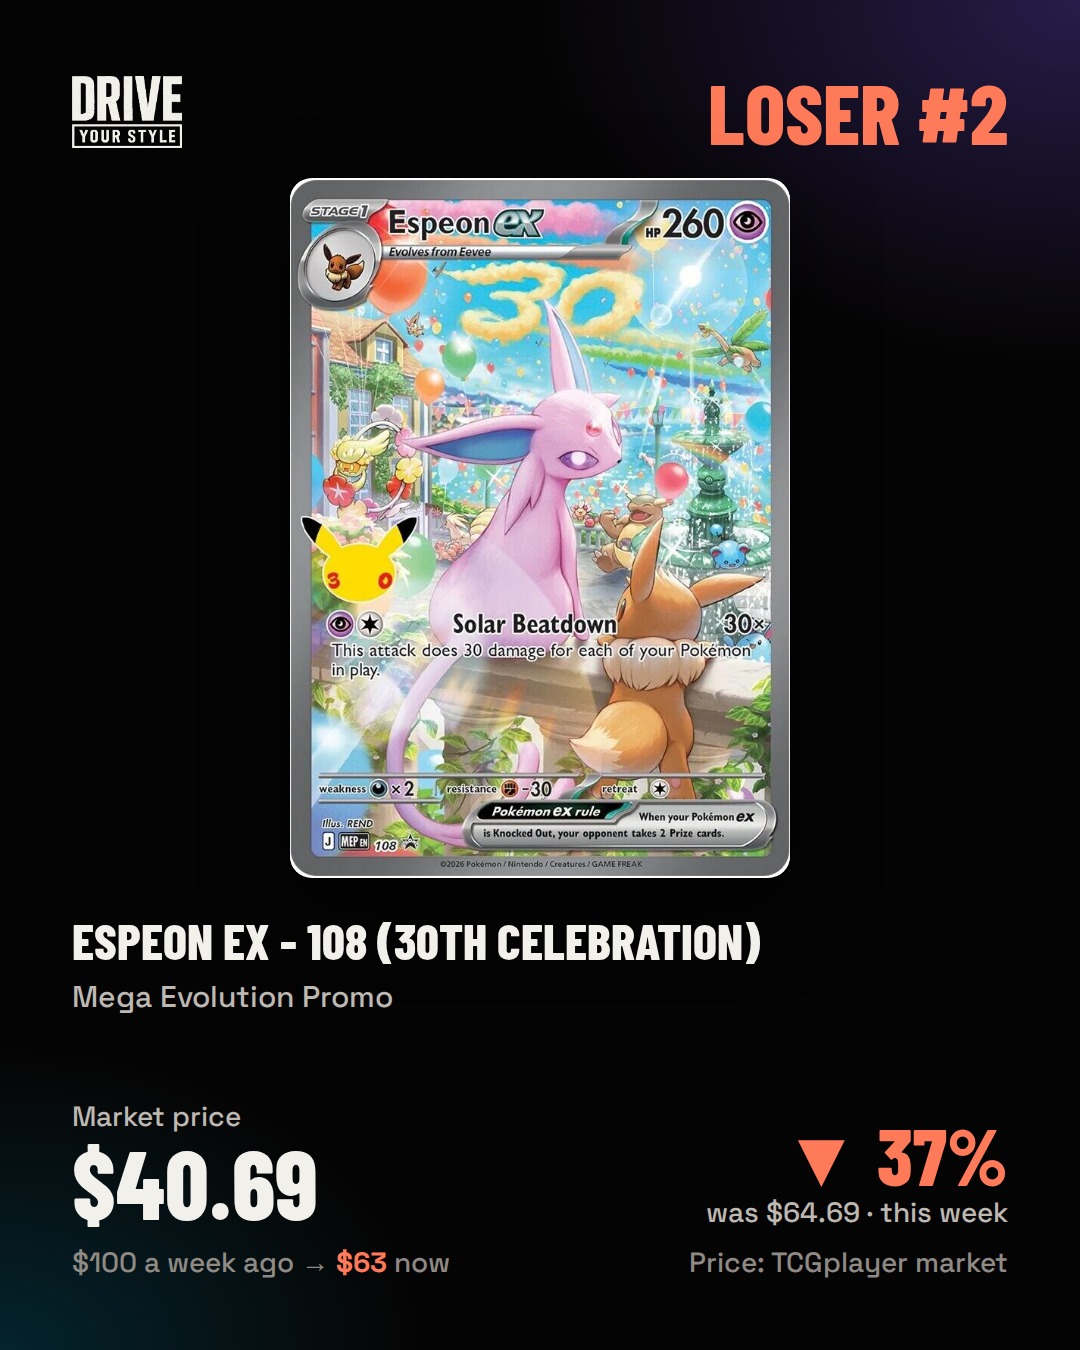 DRIVE
YOUR STYLE
LOSER #2
STAGE1
Espeon ex
HP 260
Evolves from Eevee
30
3 0
Solar Beatdown 30×
This attack does 30 damage for each of your Pokémon
in play.
weakness ×2 resistance -30 retreat
Pokémon ex rule
When your Pokémon ex
is Knocked Out, your opponent takes 2 Prize cards.
Illus. REND
J MEP EN 108
©2026 Pokémon / Nintendo / Creatures / GAME FREAK
ESPEON EX - 108 (30TH CELEBRATION)
Mega Evolution Promo
Market price
$40.69
▼ 37%
was $64.69 · this week
$100 a week ago → $63 now
Price: TCGplayer market